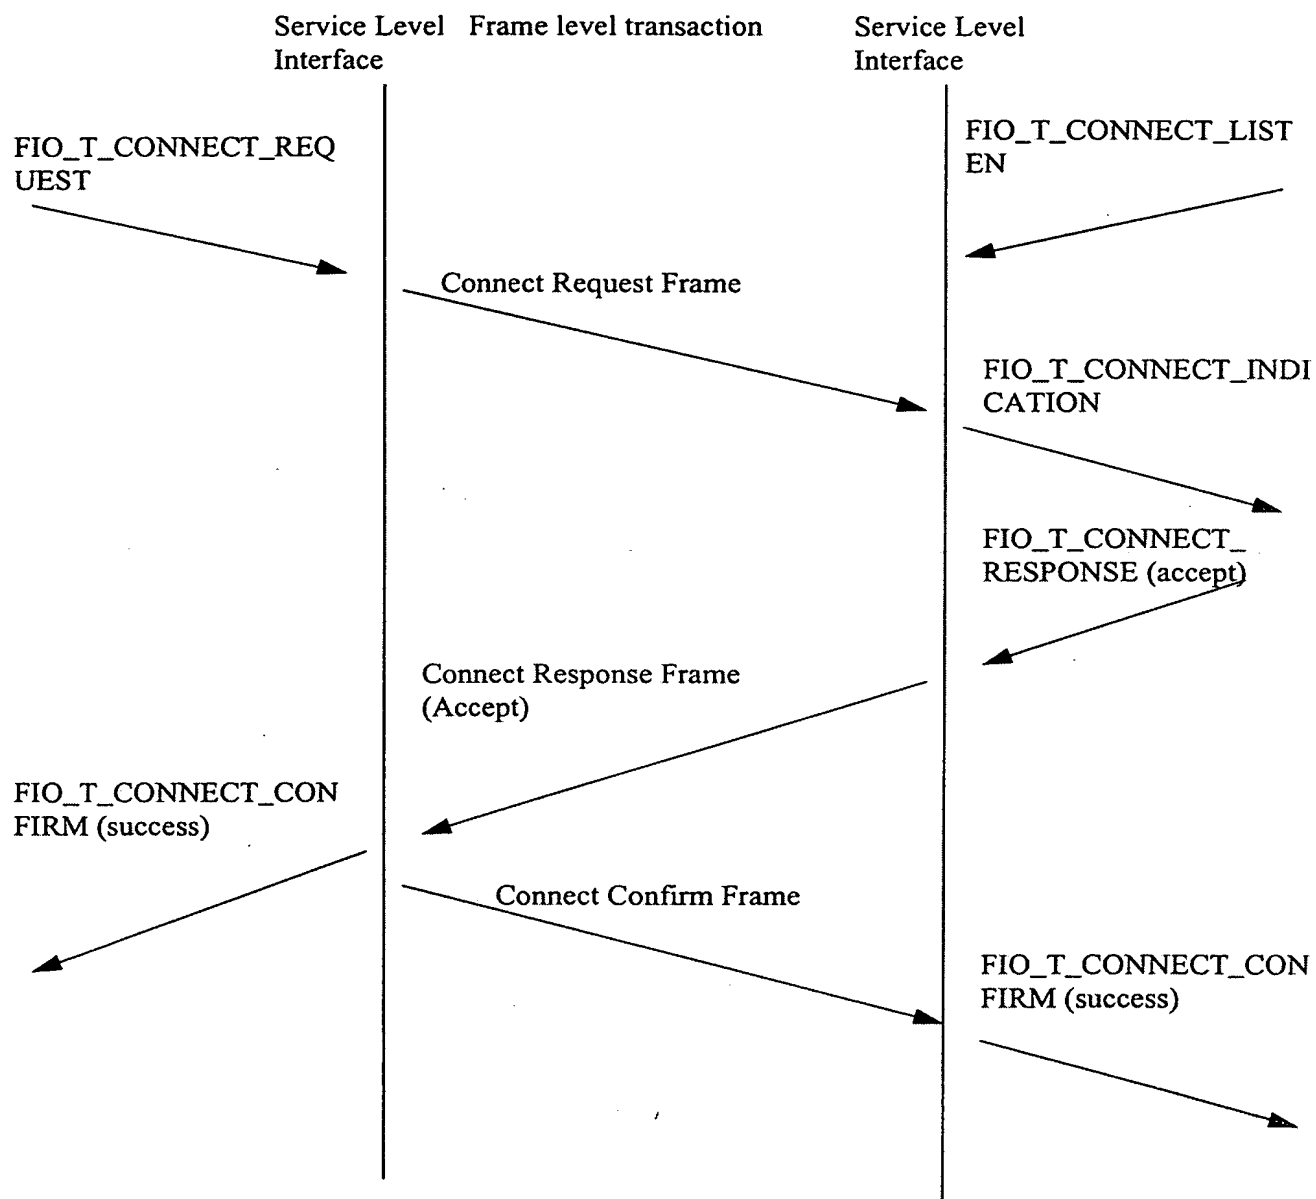 Service Level
Interface
Frame level transaction
Service Level
Interface
FIO_T_CONNECT_REQ
UEST
FIO_T_CONNECT_LIST
EN
Connect Request Frame
FIO_T_CONNECT_INDI
CATION
FIO_T_CONNECT_
RESPONSE (accept)
Connect Response Frame
(Accept)
FIO_T_CONNECT_CON
FIRM (success)
Connect Confirm Frame
FIO_T_CONNECT_CON
FIRM (success)